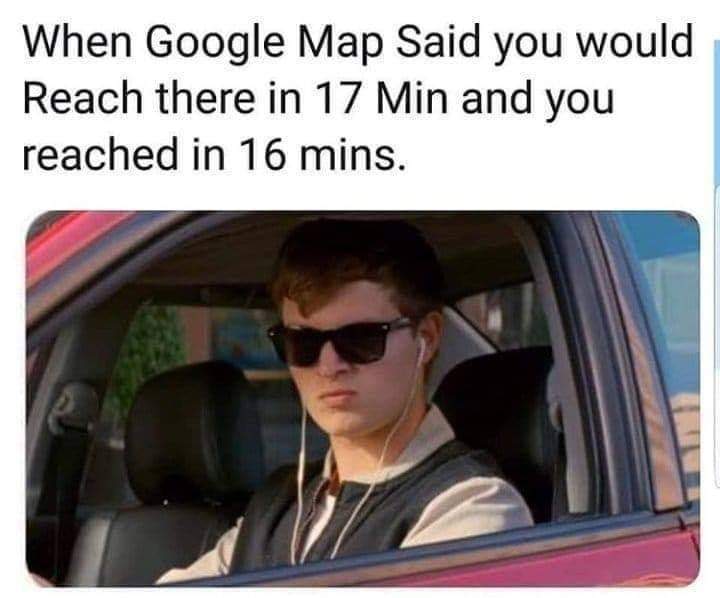 When Google Map Said you would
Reach there in 17 Min and you
reached in 16 mins.